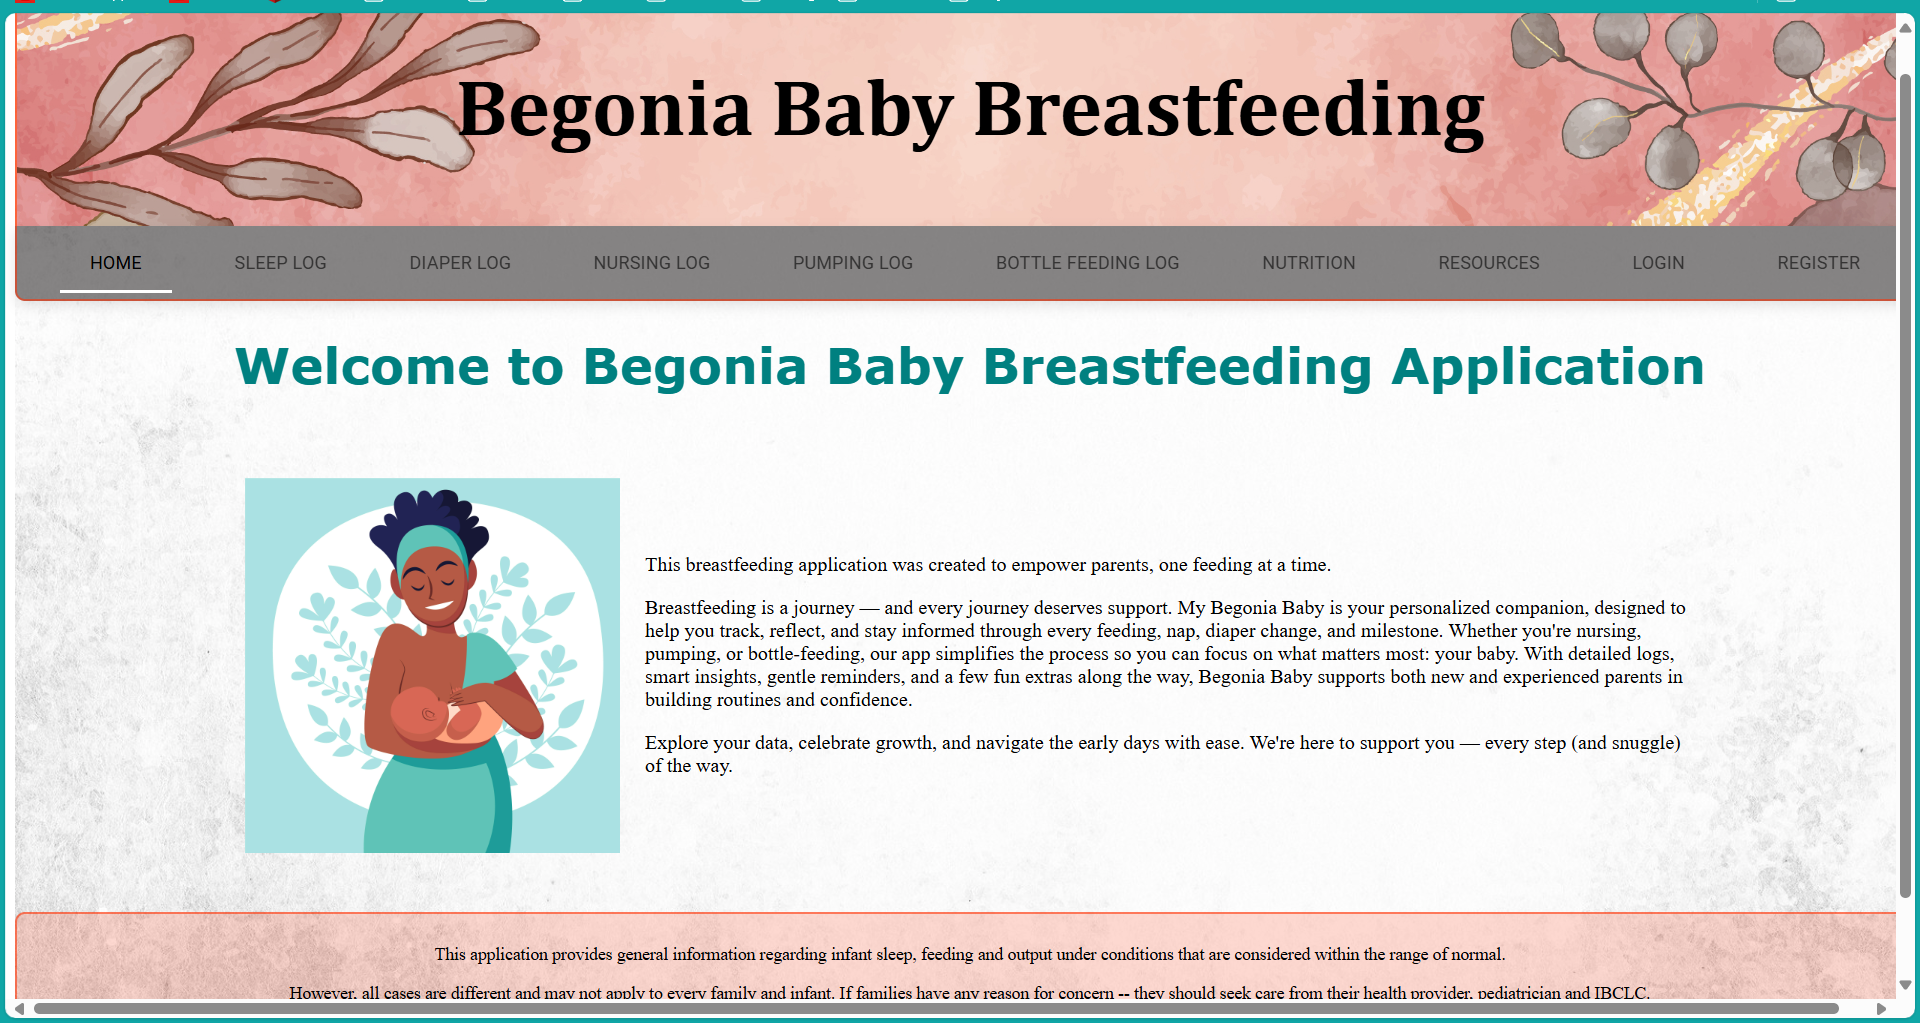 Begonia Baby Breastfeeding
HOME SLEEP LOG DIAPER LOG NURSING LOG PUMPING LOG BOTTLE FEEDING LOG NUTRITION RESOURCES LOGIN REGISTER
Welcome to Begonia Baby Breastfeeding Application
This breastfeeding application was created to empower parents, one feeding at a time.
Breastfeeding is a journey — and every journey deserves support. My Begonia Baby is your personalized companion, designed to
help you track, reflect, and stay informed through every feeding, nap, diaper change, and milestone. Whether you're nursing,
pumping, or bottle-feeding, our app simplifies the process so you can focus on what matters most: your baby. With detailed logs,
smart insights, gentle reminders, and a few fun extras along the way, Begonia Baby supports both new and experienced parents in
building routines and confidence.
Explore your data, celebrate growth, and navigate the early days with ease. We're here to support you — every step (and snuggle)
of the way.
This application provides general information regarding infant sleep, feeding and output under conditions that are considered within the range of normal.
However, all cases are different and may not apply to every family and infant. If families have any reason for concern -- they should seek care from their health provider, pediatrician and IBCLC.